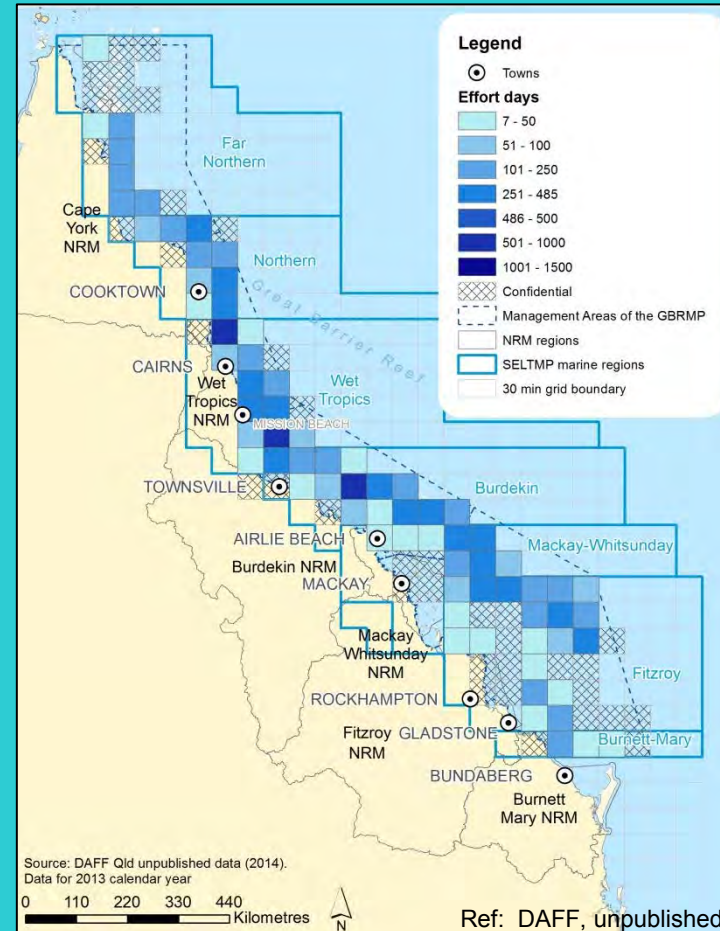 Legend
Towns
Effort days
7 - 50
51 - 100
101 - 250
251 - 485
486 - 500
501 - 1000
1001 - 1500
Confidential
Management Areas of the GBRMP
NRM regions
SELTMP marine regions
30 min grid boundary
Far
Northern
Cape
York
NRM
Northern
COOKTOWN
Great Barrier Reef
CAIRNS
Wet
Tropics
NRM
Wet
Tropics
MISSION BEACH
TOWNSVILLE
Burdekin
AIRLIE BEACH
Mackay-Whitsunday
Burdekin NRM
MACKAY
Mackay
Whitsunday
NRM
Fitzroy
ROCKHAMPTON
Fitzroy
NRM
GLADSTONE
Burnett-Mary
BUNDABERG
Burnett
Mary NRM
Source: DAFF Qld unpublished data (2014).
Data for 2013 calendar year
0 110 220 330 440
Kilometres
N
Ref: DAFF, unpublished